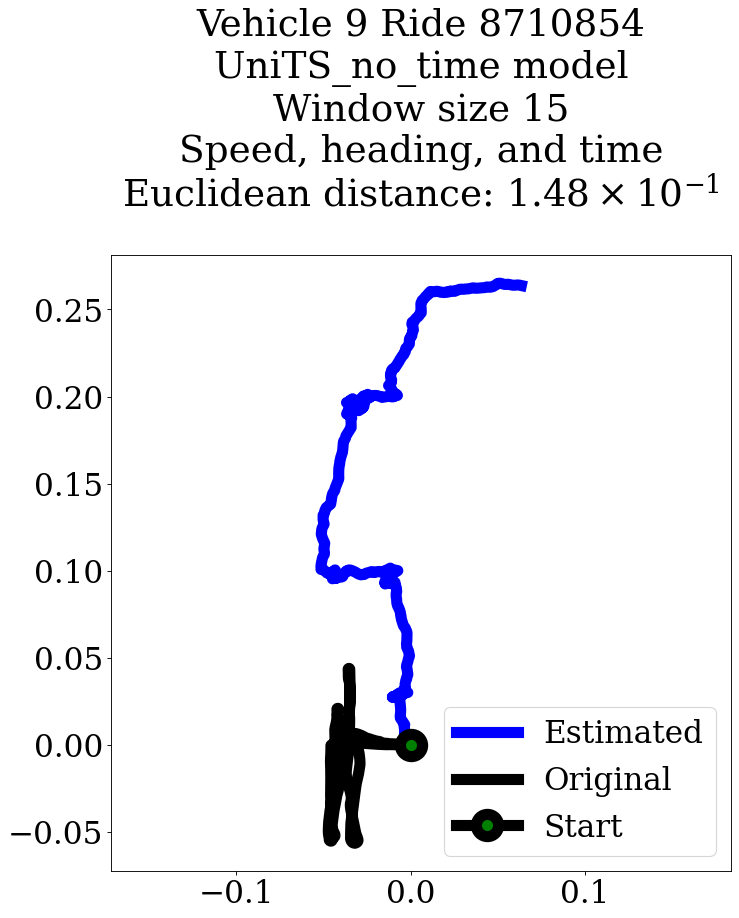 Vehicle 9 Ride 8710854
UniTS_no_time model
Window size 15
Speed, heading, and time
Euclidean distance: 1.48 × 10⁻¹
0.25
0.20
0.15
0.10
0.05
0.00
−0.05
−0.1
0.0
0.1
Estimated
Original
Start